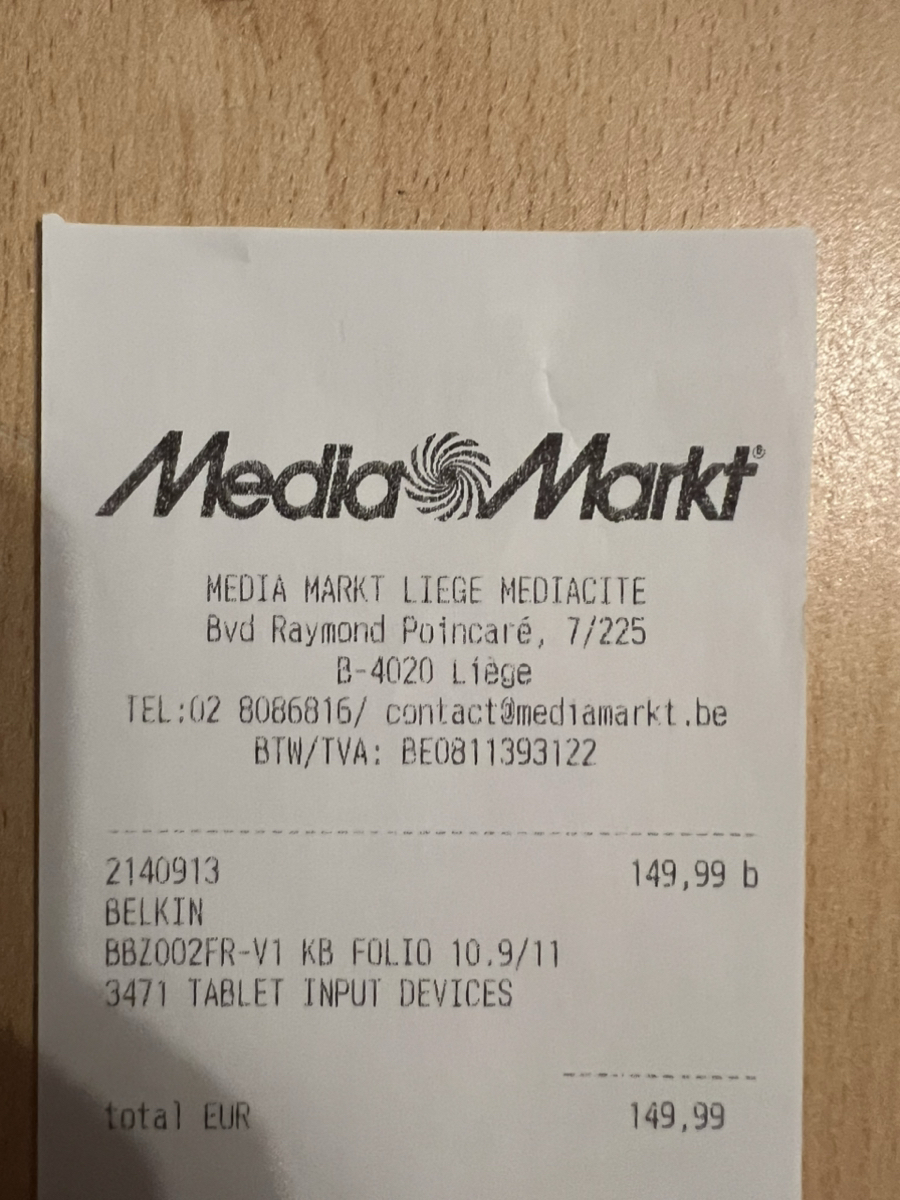 MediaMarkt®
MEDIA MARKT LIEGE MEDIACITE
Bvd Raymond Poincaré, 7/225
B-4020 Liège
TEL:02 8086816/ contact@mediamarkt.be
BTW/TVA: BE0811393122
2140913 149,99 b
BELKIN
BBZ002FR-V1 KB FOLIO 10.9/11
3471 TABLET INPUT DEVICES
total EUR 149,99